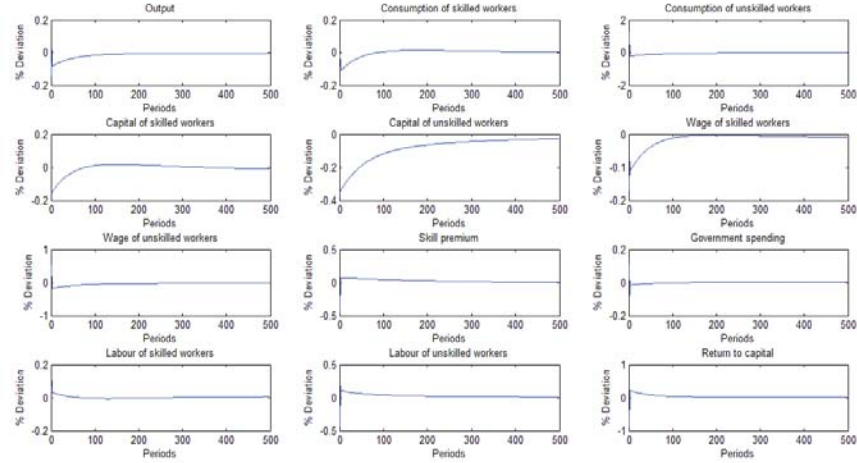 Output
Consumption of skilled workers
Consumption of unskilled workers
0.2
0
-0.2
% Deviation
0 100 200 300 400 500
Periods
0.2
0
-0.2
% Deviation
0 100 200 300 400 500
Periods
2
0
-2
% Deviation
0 100 200 300 400 500
Periods
Capital of skilled workers
Capital of unskilled workers
Wage of skilled workers
0.2
0
-0.2
% Deviation
0 100 200 300 400 500
Periods
0
-0.2
-0.4
% Deviation
0 100 200 300 400 500
Periods
0
-0.1
-0.2
% Deviation
0 100 200 300 400 500
Periods
Wage of unskilled workers
Skill premium
Government spending
1
0
-1
% Deviation
0 100 200 300 400 500
Periods
0.5
0
-0.5
% Deviation
0 100 200 300 400 500
Periods
0.2
0
-0.2
% Deviation
0 100 200 300 400 500
Periods
Labour of skilled workers
Labour of unskilled workers
Return to capital
0.2
0
-0.2
% Deviation
0 100 200 300 400 500
Periods
0.5
0
-0.5
% Deviation
0 100 200 300 400 500
Periods
1
0
-1
% Deviation
0 100 200 300 400 500
Periods